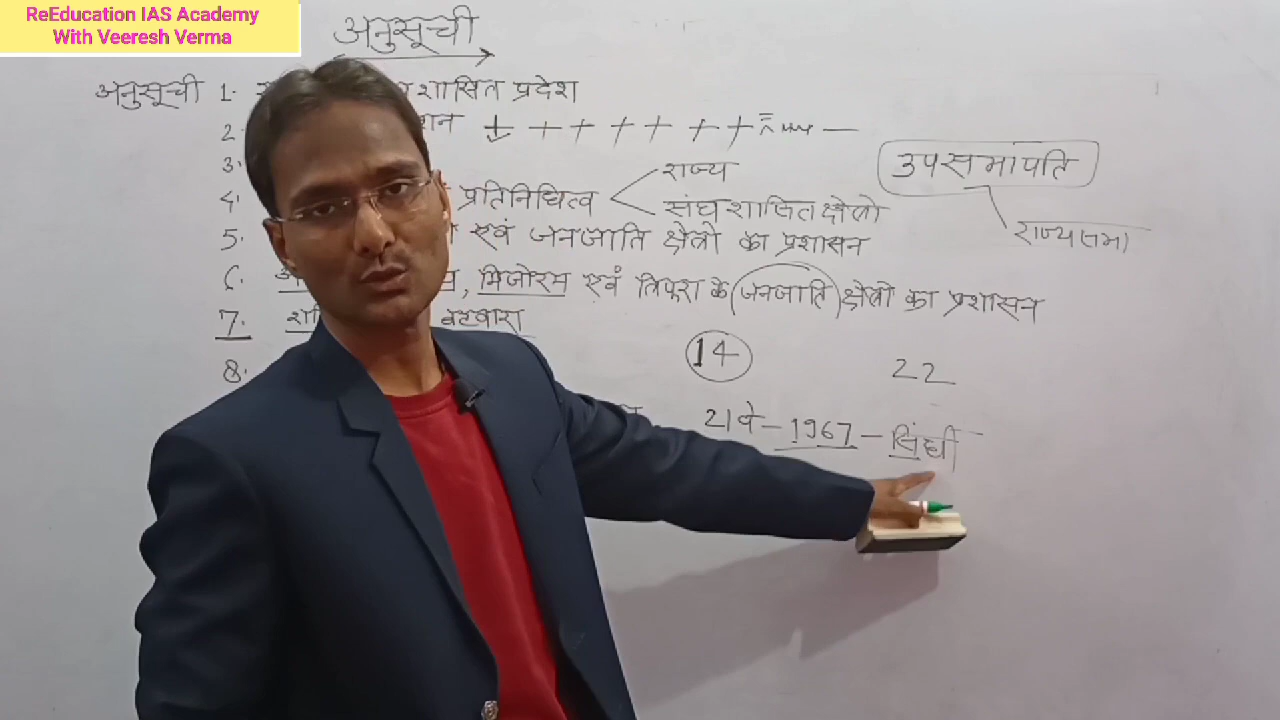 ReEducation IAS Academy
With Veeresh Verma
अनुसूची
अनुसूची 1. शासित प्रदेश
2.
3. राज्य
4. प्रतिनिधित्व संघशासित क्षेत्रो
उपसभापति
राज्यसभा
5. एवं जनजाति क्षेत्रो का प्रशासन
6. , मिजोरम एवं त्रिपुरा के (जनजाति) क्षेत्रो का प्रशासन
7. बटवारा
8. 14 22
21वे - 1967 - सिंधी